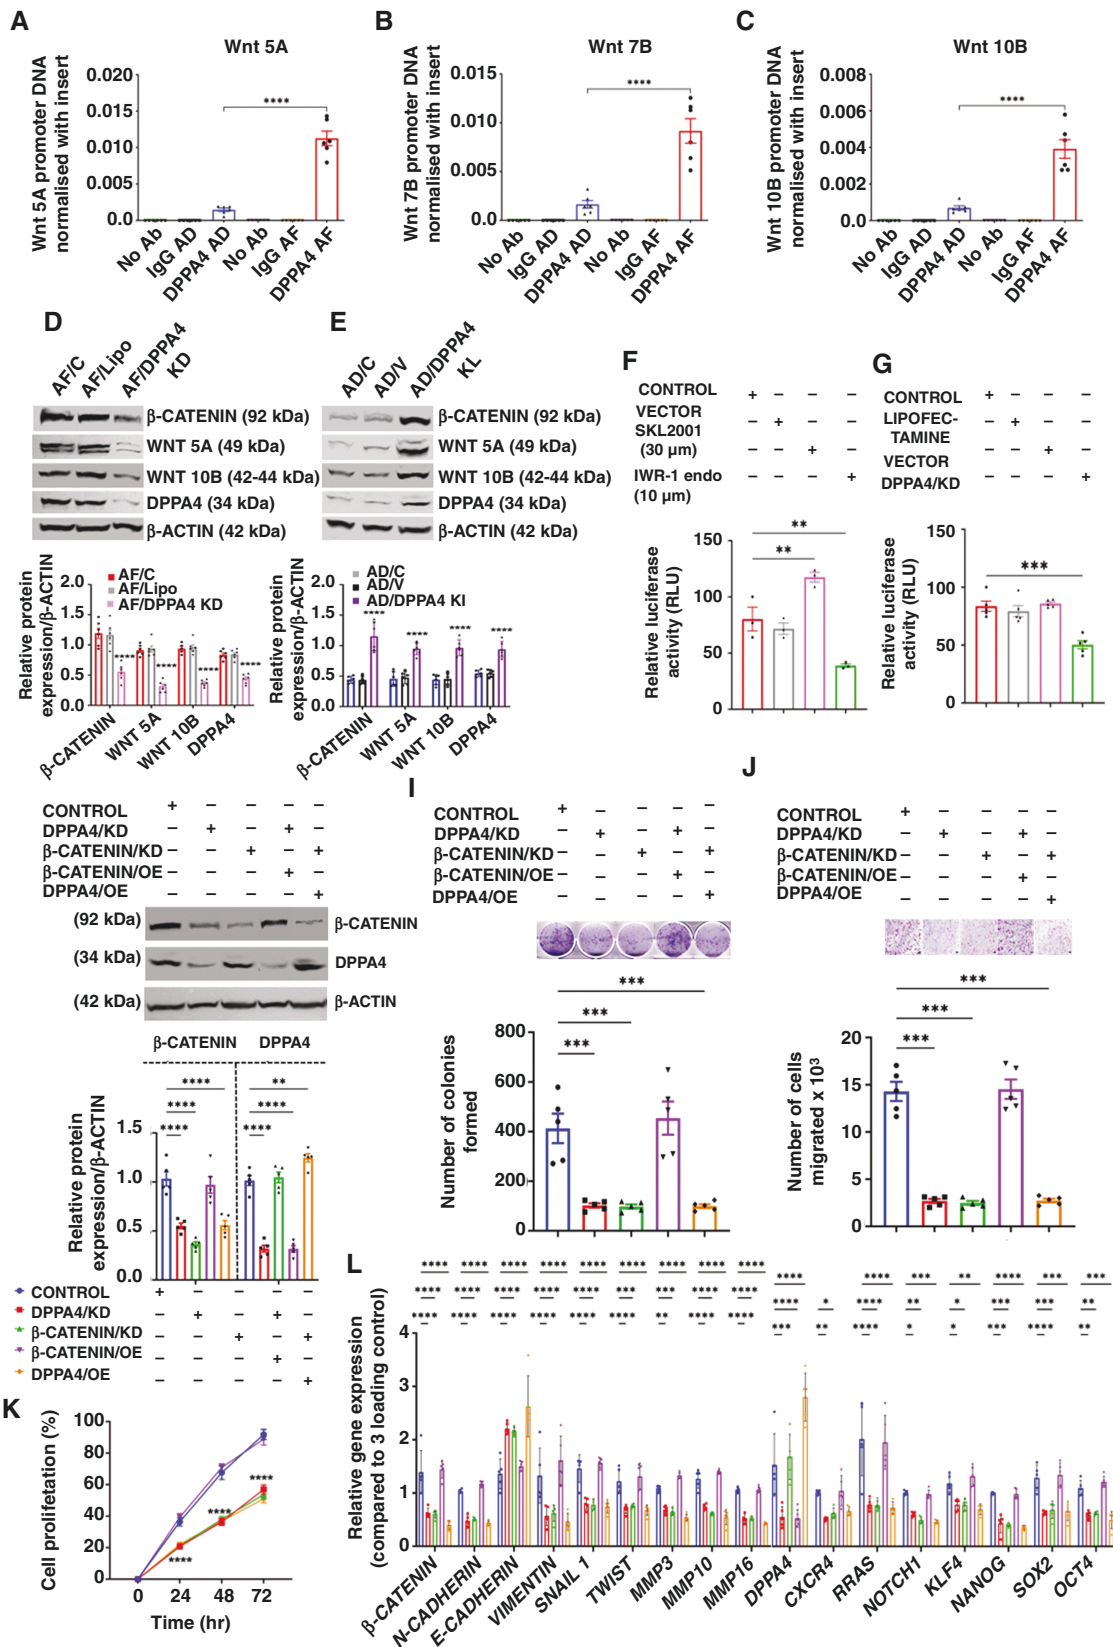 A
Wnt 5A
Wnt 5A promoter DNA
normalised with insert
0.020
0.015
0.010
0.005
0.0
****
No Ab
IgG AD
DPPA4 AD
No Ab
IgG AF
DPPA4 AF
B
Wnt 7B
Wnt 7B promoter DNA
normalised with insert
0.015
0.010
0.005
0.0
****
No Ab
IgG AD
DPPA4 AD
No Ab
IgG AF
DPPA4 AF
C
Wnt 10B
Wnt 10B promoter DNA
normalised with insert
0.008
0.006
0.004
0.002
0.0
****
No Ab
IgG AD
DPPA4 AD
No Ab
IgG AF
DPPA4 AF
D
AF/C
AF/Lipo
AF/DPPA4
KD
β-CATENIN (92 kDa)
WNT 5A (49 kDa)
WNT 10B (42-44 kDa)
DPPA4 (34 kDa)
β-ACTIN (42 kDa)
Relative protein
expression/β-ACTIN
2.0
1.5
1.0
0.5
0.0
AF/C
AF/Lipo
AF/DPPA4 KD
**** **** **** ****
β-CATENIN
WNT 5A
WNT 10B
DPPA4
E
AD/C
AD/V
AD/DPPA4
KL
β-CATENIN (92 kDa)
WNT 5A (49 kDa)
WNT 10B (42-44 kDa)
DPPA4 (34 kDa)
β-ACTIN (42 kDa)
Relative protein
expression/β-ACTIN
2.0
1.5
1.0
0.5
0.0
AD/C
AD/V
AD/DPPA4 KI
**** **** **** ****
β-CATENIN
WNT 5A
WNT 10B
DPPA4
F
CONTROL + – – –
VECTOR – + – –
SKL2001
(30 μm) – – + –
IWR-1 endo – – – +
(10 μm)
Relative luciferase
activity (RLU)
150
100
50
0
**
**
G
CONTROL + – – –
LIPOFEC-
TAMINE – + – –
VECTOR – – + –
DPPA4/KD – – – +
Relative luciferase
activity (RLU)
150
100
50
0
***
CONTROL + – – – –
DPPA4/KD – + – + –
β-CATENIN/KD – – + – +
β-CATENIN/OE – – – + –
DPPA4/OE – – – – +
(92 kDa) β-CATENIN
(34 kDa) DPPA4
(42 kDa) β-ACTIN
β-CATENIN DPPA4
Relative protein
expression/β-ACTIN
1.5
1.0
0.5
0.0
**** **
**** ****
**** ****
CONTROL + – – + – – –
DPPA4/KD
β-CATENIN/KD
β-CATENIN/OE
DPPA4/OE
I
CONTROL + – – – –
DPPA4/KD – + – + –
β-CATENIN/KD – – + – +
β-CATENIN/OE – – – + –
DPPA4/OE – – – – +
Number of colonies
formed
800
600
400
200
0
***
***
***
J
CONTROL + – – – –
DPPA4/KD – + – + –
β-CATENIN/KD – – + – +
β-CATENIN/OE – – – + –
DPPA4/OE – – – – +
Number of cells
migrated x 10³
20
15
10
5
0
***
***
***
K
Cell profifetation (%)
100
80
60
40
20
0
****
****
****
0 24 48 72
Time (hr)
L
Relative gene expression
(compared to 3 loading control)
4
3
2
1
0
**** **** **** **** **** **** **** **** **** **** **** *** ** **** *** ***
**** **** **** **** *** *** *** **** **** **** * **** ** * *** *** **
**** **** **** **** **** *** ** **** **** *** ** **** * * *** **** **
β-CATENIN
N-CADHERIN
E-CADHERIN
VIMENTIN
SNAIL 1
TWIST
MMP3
MMP10
MMP16
DPPA4
CXCR4
RRAS
NOTCH1
KLF4
NANOG
SOX2
OCT4